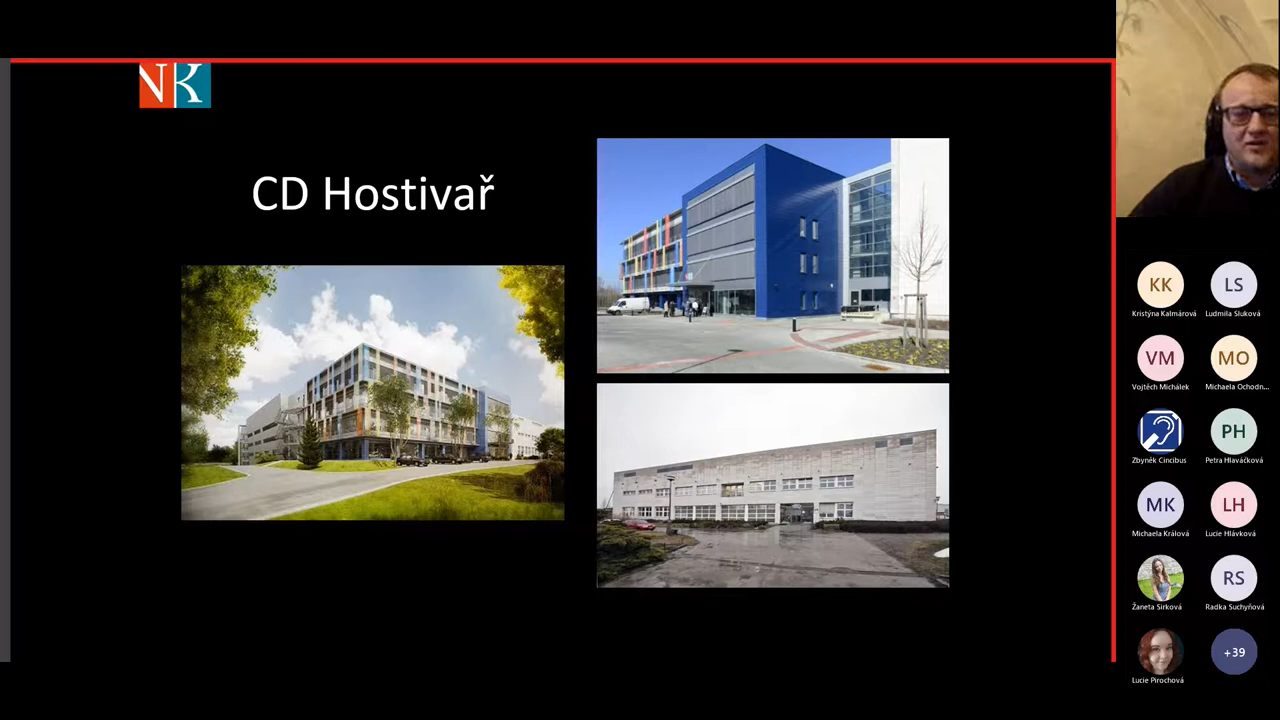 NK
CD Hostivař
KK
LS
Kristýna Kalmárová
Ludmila Sluková
VM
MO
Vojtěch Michálek
Michaela Ochodn...
PH
Zbyněk Cincibus
Petra Hlaváčková
MK
LH
Michaela Králová
Lucie Hlávková
RS
Žaneta Sirková
Radka Suchyňová
+39
Lucie Pirochová